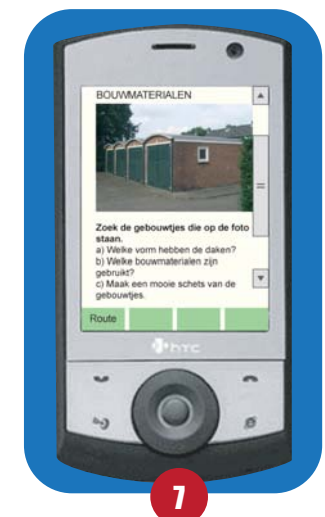 BOUWMATERIALEN
Zoek de gebouwtjes die op de foto
staan.
a) Welke vorm hebben de daken?
b) Welke bouwmaterialen zijn
gebruikt?
c) Maak een mooie schets van de
gebouwtjes.
Route
hTC
7